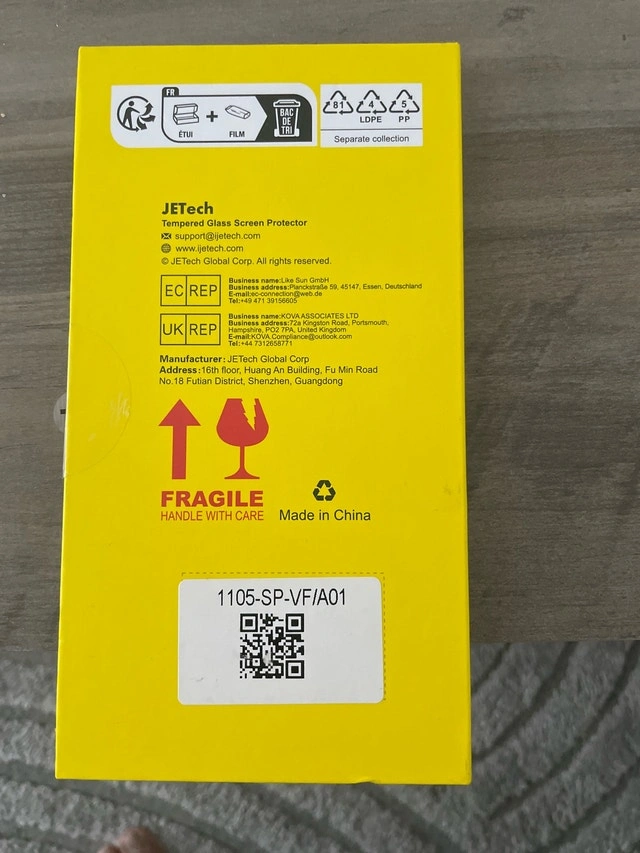 FR
ÉTUI + FILM
BAC
DE
TRI
81 4 5
LDPE PP
Separate collection
JETech
Tempered Glass Screen Protector
support@ijetech.com
www.ijetech.com
© JETech Global Corp. All rights reserved.
EC REP
Business name:Like Sun GmbH
Business address:Planckstraße 59, 45147, Essen, Deutschland
E-mail:ec-connection@web.de
Tel:+49 471 39156605
UK REP
Business name:KOVA ASSOCIATES LTD
Business address:72a Kingston Road, Portsmouth,
Hampshire, PO2 7PA, United Kingdom
E-mail:KOVA.Compliance@outlook.com
Tel:+44 7312658771
Manufacturer: JETech Global Corp
Address:16th floor, Huang An Building, Fu Min Road
No.18 Futian District, Shenzhen, Guangdong
FRAGILE
HANDLE WITH CARE
Made in China
1105-SP-VF/A01